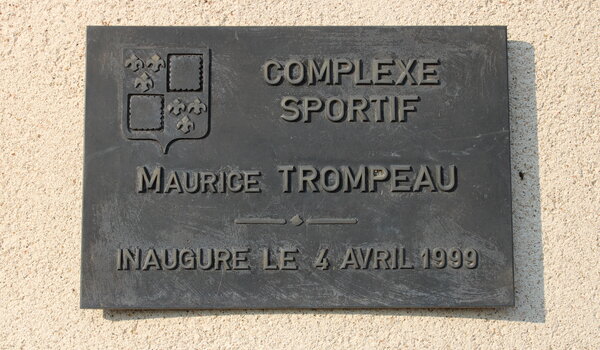 COMPLEXE
SPORTIF
MAURICE TROMPEAU
INAUGURE LE 4 AVRIL 1999